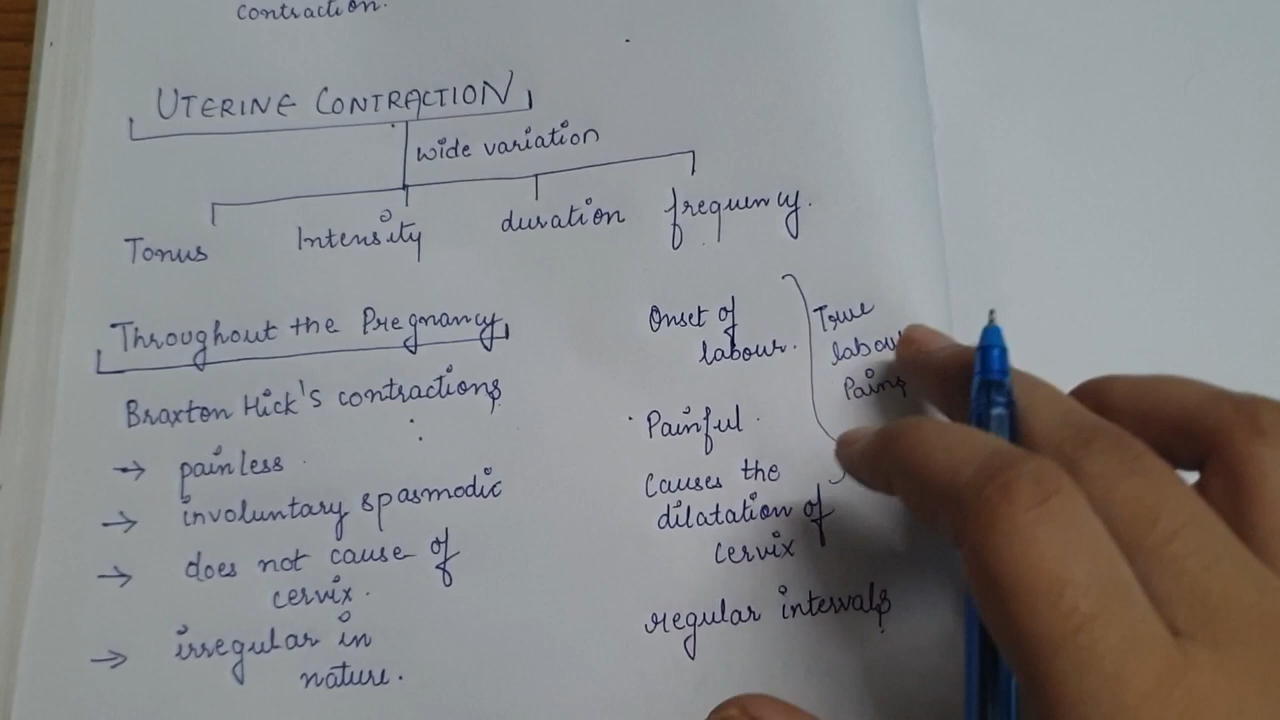 contraction.
UTERINE CONTRACTION
wide variation
Tonus Intensity duration frequency.
Throughout the Pregnancy
Braxton Hick's contractions
→ painless
→ involuntary spasmodic
→ does not cause of
cervix.
→ irregular in
nature.
Onset of
labour.
Painful.
Causes the
dilatation of
cervix
regular intervals
True
labou
Pains